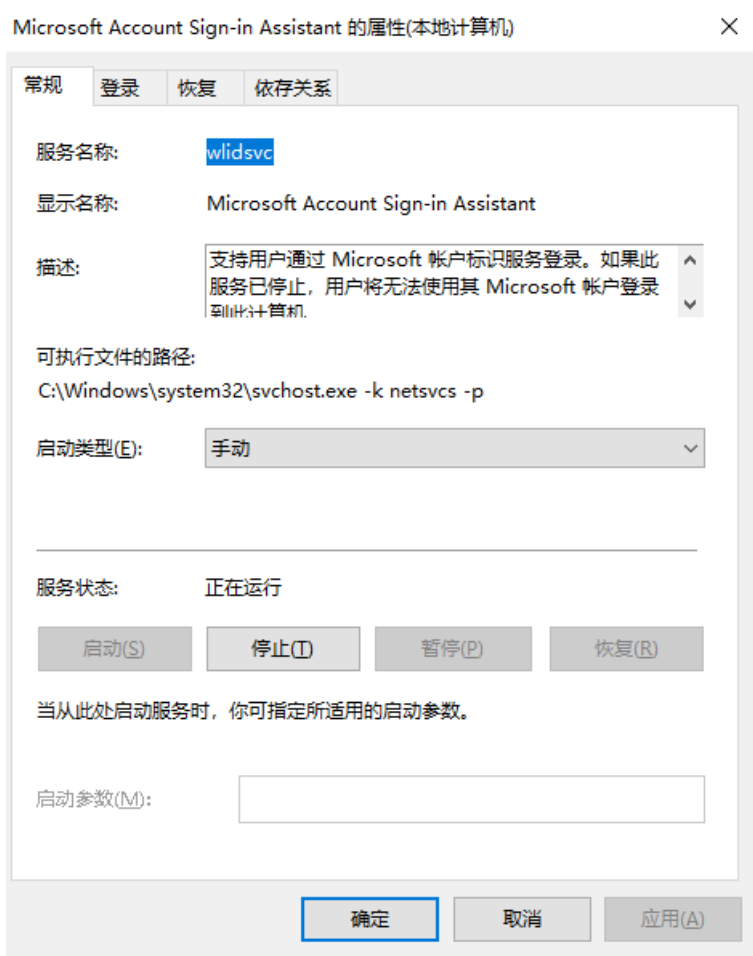 Microsoft Account Sign-in Assistant 的属性(本地计算机)
常规 登录 恢复 依存关系
服务名称: wlidsvc
显示名称: Microsoft Account Sign-in Assistant
描述: 支持用户通过 Microsoft 帐户标识服务登录。如果此
服务已停止，用户将无法使用其 Microsoft 帐户登录
到此计算机。
可执行文件的路径:
C:\Windows\system32\svchost.exe -k netsvcs -p
启动类型(E): 手动
服务状态: 正在运行
启动(S) 停止(T) 暂停(P) 恢复(R)
当从此处启动服务时，你可指定所适用的启动参数。
启动参数(M):
确定 取消 应用(A)